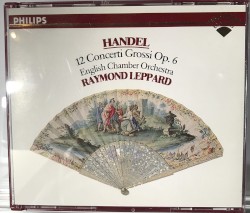 PHILIPS
HANDEL
12 Concerti Grossi Op. 6
English Chamber Orchestra
RAYMOND LEPPARD